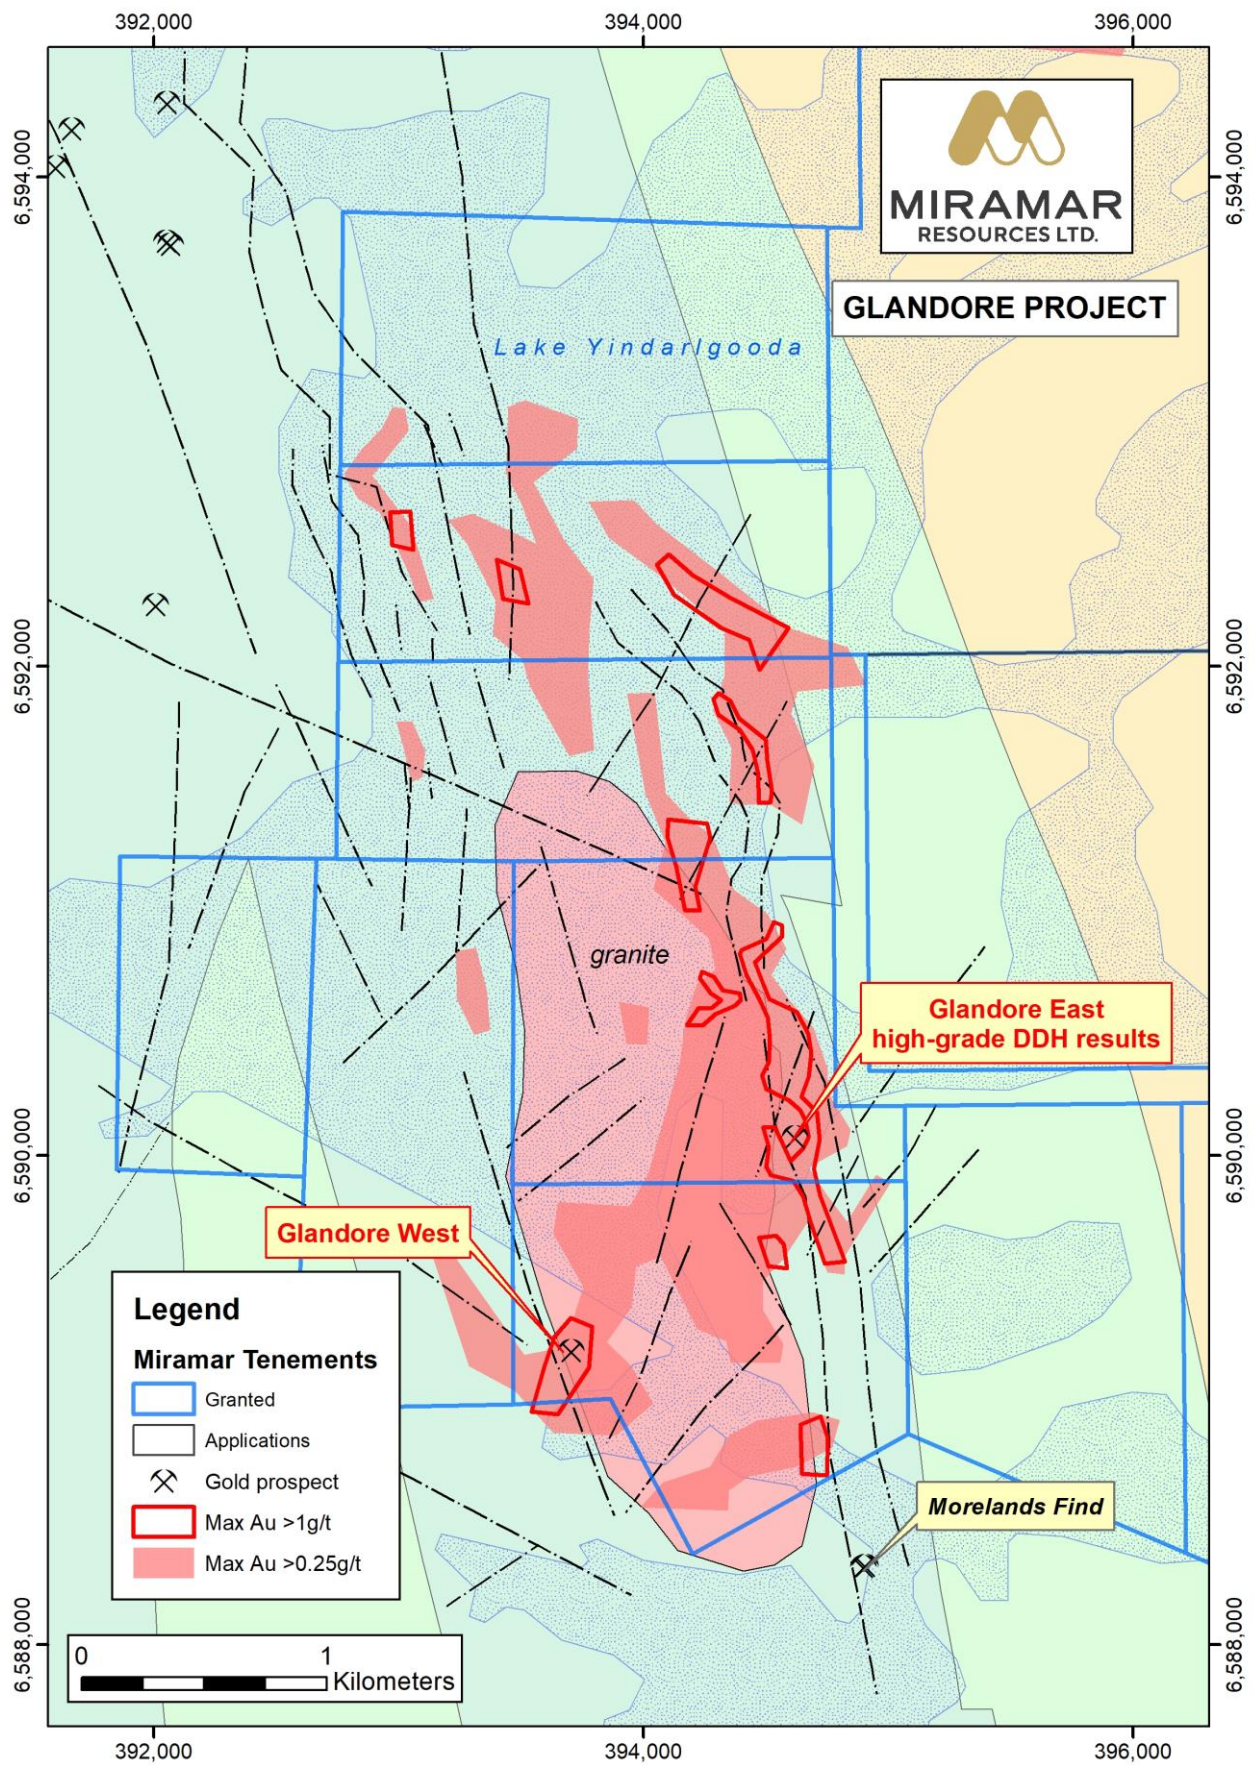 392,000
394,000
396,000
6,594,000
6,594,000
MIRAMAR
RESOURCES LTD.
GLANDORE PROJECT
Lake Yindarlgooda
6,592,000
6,592,000
granite
Glandore East
high-grade DDH results
6,590,000
6,590,000
Glandore West
Legend
Miramar Tenements
Granted
Applications
Gold prospect
Max Au >1g/t
Max Au >0.25g/t
Morelands Find
6,588,000
6,588,000
0 1
Kilometers
392,000
394,000
396,000